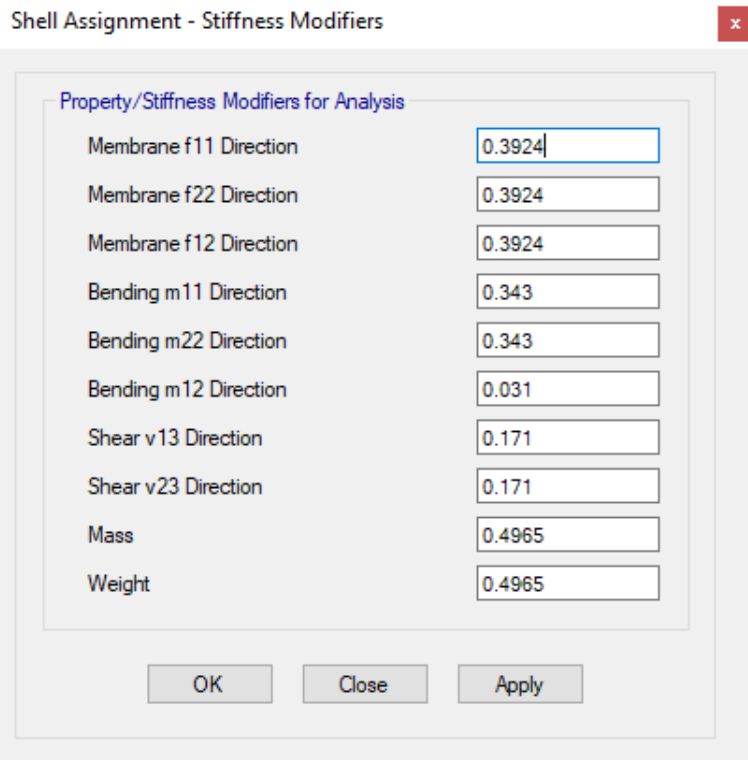 Shell Assignment - Stiffness Modifiers
x
Property/Stiffness Modifiers for Analysis
Membrane f11 Direction 0.3924
Membrane f22 Direction 0.3924
Membrane f12 Direction 0.3924
Bending m11 Direction 0.343
Bending m22 Direction 0.343
Bending m12 Direction 0.031
Shear v13 Direction 0.171
Shear v23 Direction 0.171
Mass 0.4965
Weight 0.4965
OK Close Apply